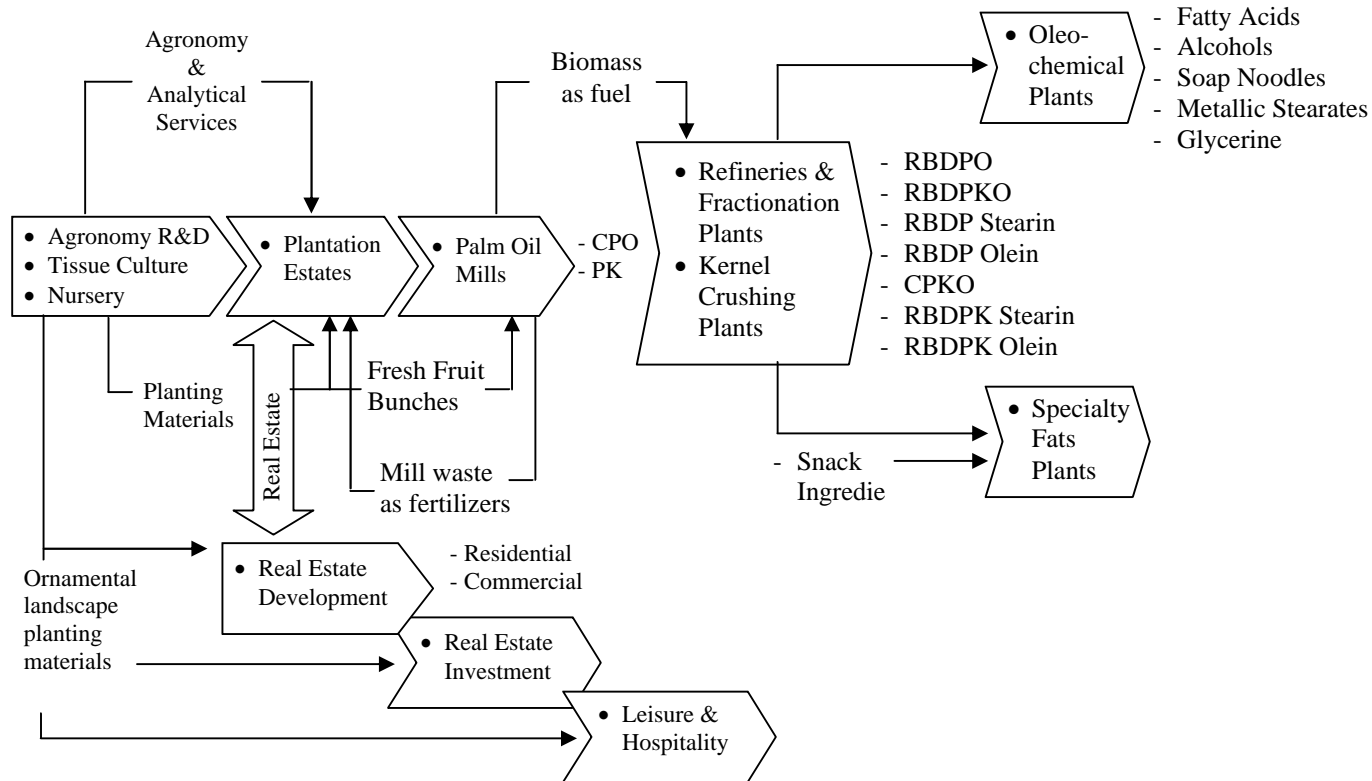 Agronomy
&
Analytical
Services
Biomass
as fuel
• Oleo-
chemical
Plants
- Fatty Acids
- Alcohols
- Soap Noodles
- Metallic Stearates
- Glycerine
• Agronomy R&D
• Tissue Culture
• Nursery
• Plantation
Estates
• Palm Oil
Mills
- CPO
- PK
• Refineries &
Fractionation
Plants
• Kernel
Crushing
Plants
- RBDPO
- RBDPKO
- RBDP Stearin
- RBDP Olein
- CPKO
- RBDPK Stearin
- RBDPK Olein
Planting
Materials
Real Estate
Fresh Fruit
Bunches
Mill waste
as fertilizers
- Snack
Ingredie
• Specialty
Fats
Plants
Ornamental
landscape
planting
materials
• Real Estate
Development
- Residential
- Commercial
• Real Estate
Investment
• Leisure &
Hospitality